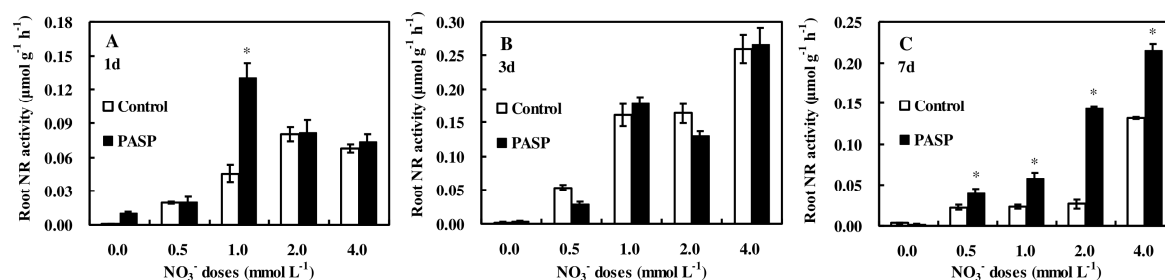 Root NR activity (μmol g⁻¹ h⁻¹)
0.18
0.15
0.12
0.09
0.06
0.03
0.00
A
1d
*
Control
PASP
0.0 0.5 1.0 2.0 4.0
NO₃⁻ doses (mmol L⁻¹)
Root NR activity (μmol g⁻¹ h⁻¹)
0.30
0.25
0.20
0.15
0.10
0.05
0.00
B
3d
Control
PASP
0.0 0.5 1.0 2.0 4.0
NO₃⁻ doses (mmol L⁻¹)
Root NR activity (μmol g⁻¹ h⁻¹)
0.25
0.20
0.15
0.10
0.05
0.00
C
7d
Control
PASP
* * * *
0.0 0.5 1.0 2.0 4.0
NO₃⁻ doses (mmol L⁻¹)